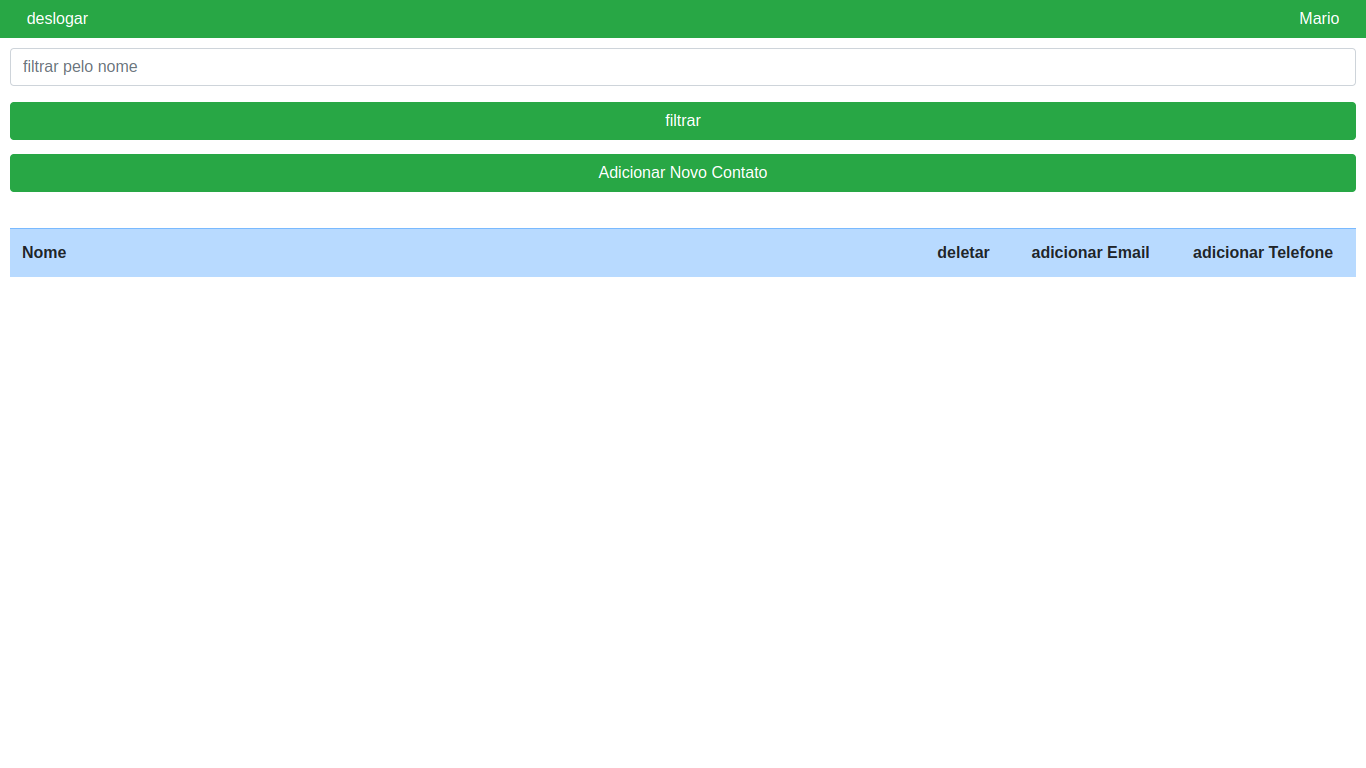 deslogar Mario
filtrar pelo nome
filtrar
Adicionar Novo Contato
Nome deletar adicionar Email adicionar Telefone